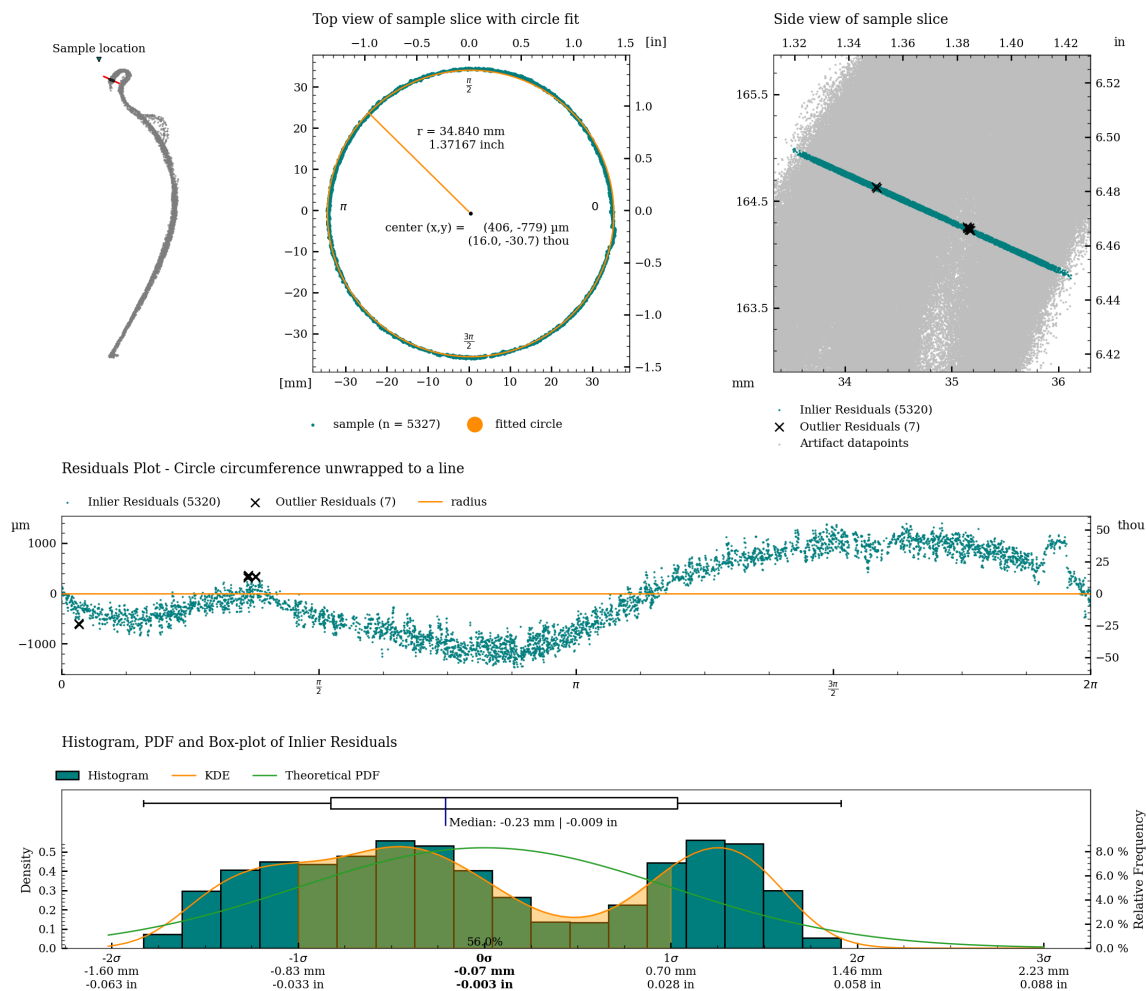 Sample location
Top view of sample slice with circle fit
−1.0 −0.5 0.0 0.5 1.0 1.5 [in]
30
20
10
0
−10
−20
−30
1.0
0.5
0.0
−0.5
−1.0
−1.5
π/2
r = 34.840 mm
1.37167 inch
π
0
center (x,y) = (406, -779) µm
(16.0, -30.7) thou
3π/2
[mm] −30 −20 −10 0 10 20 30
sample (n = 5327) fitted circle
Side view of sample slice
1.32 1.34 1.36 1.38 1.40 1.42 in
165.5
164.5
163.5
6.52
6.50
6.48
6.46
6.44
6.42
mm 34 35 36
Inlier Residuals (5320)
Outlier Residuals (7)
Artifact datapoints
Residuals Plot - Circle circumference unwrapped to a line
Inlier Residuals (5320) Outlier Residuals (7) radius
µm
1000
0
−1000
thou
50
25
0
−25
−50
0 π/2 π 3π/2 2π
Histogram, PDF and Box-plot of Inlier Residuals
Histogram KDE Theoretical PDF
Median: -0.23 mm | -0.009 in
Density
0.5
0.4
0.3
0.2
0.1
0.0
8.0 %
6.0 %
4.0 %
2.0 %
0.0 %
Relative Frequency
56.0%
-2σ -1σ 0σ 1σ 2σ 3σ
-1.60 mm -0.83 mm -0.07 mm 0.70 mm 1.46 mm 2.23 mm
-0.063 in -0.033 in -0.003 in 0.028 in 0.058 in 0.088 in